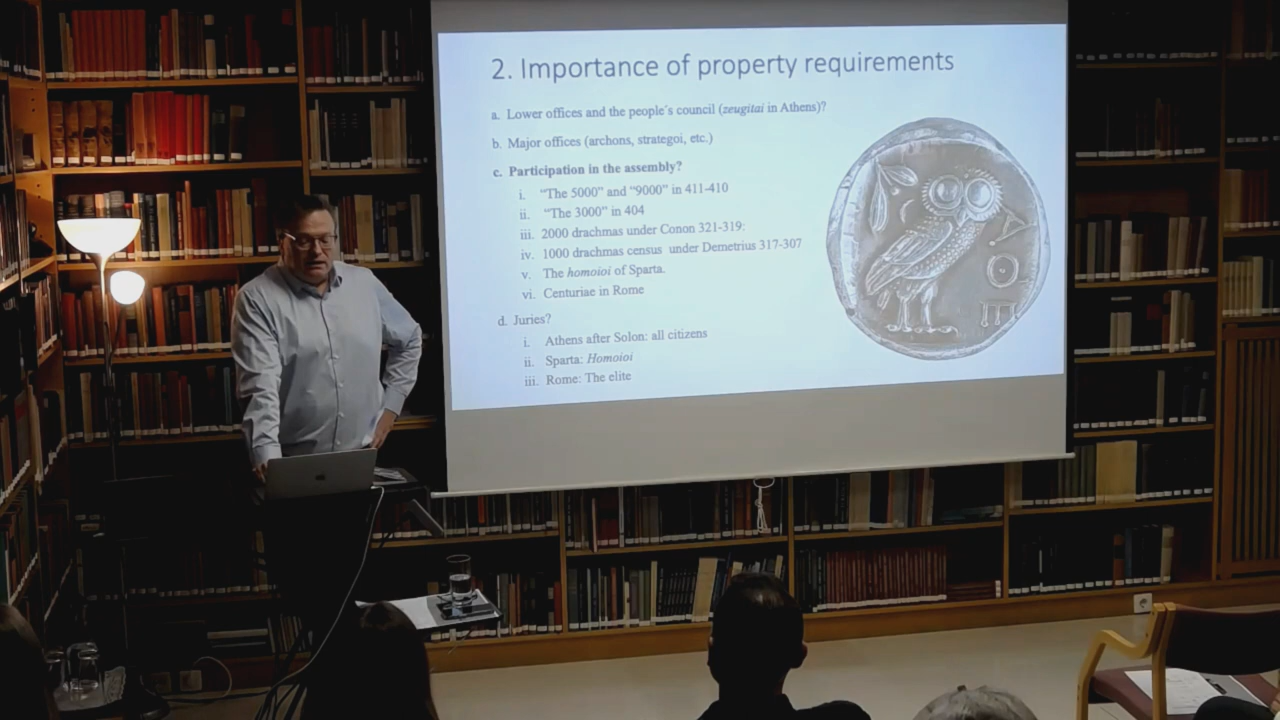 2. Importance of property requirements
a. Lower offices and the people´s council (zeugitai in Athens)?
b. Major offices (archons, strategoi, etc.)
c. Participation in the assembly?
i. “The 5000” and “9000” in 411-410
ii. “The 3000” in 404
iii. 2000 drachmas under Conon 321-319:
iv. 1000 drachmas census under Demetrius 317-307
v. The homoioi of Sparta.
vi. Centuriae in Rome
d. Juries?
i. Athens after Solon: all citizens
ii. Sparta: Homoioi
iii. Rome: The elite